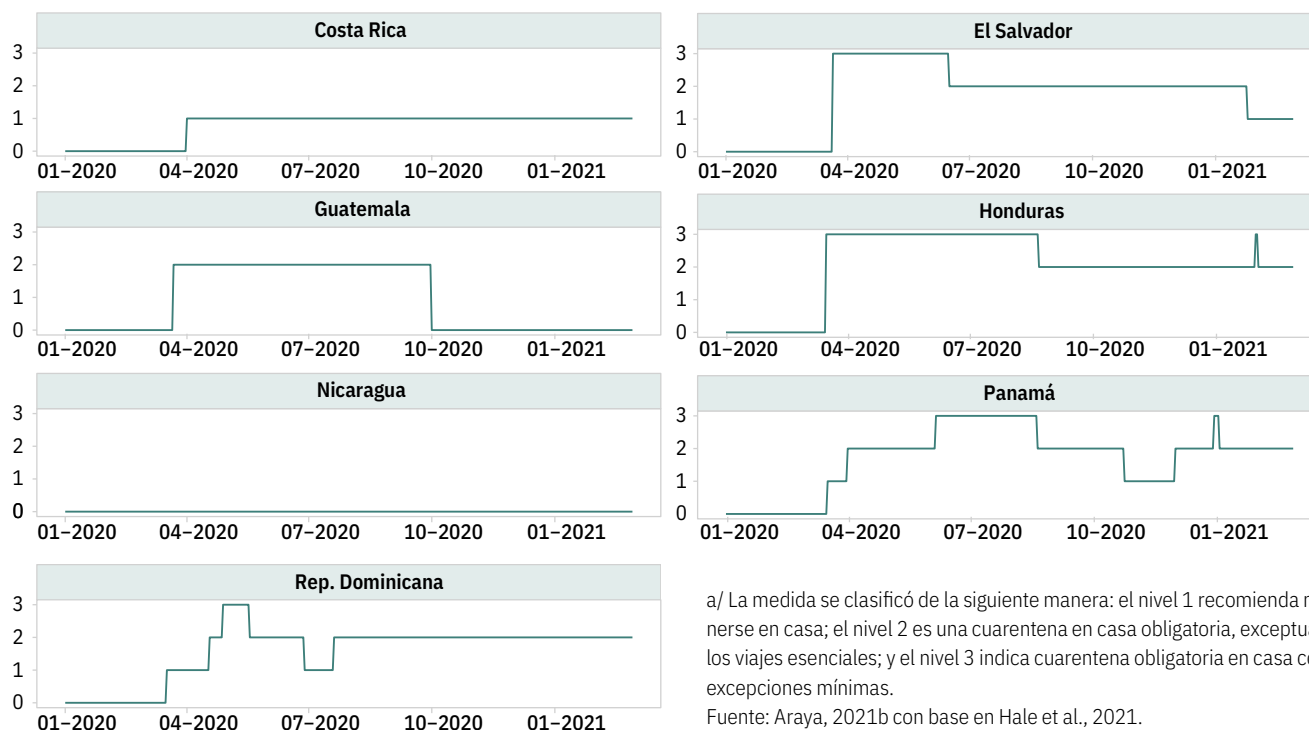 Costa Rica
3
2
1
0
01–2020 04–2020 07–2020 10–2020 01–2021
El Salvador
3
2
1
0
01–2020 04–2020 07–2020 10–2020 01–2021
Guatemala
3
2
1
0
01–2020 04–2020 07–2020 10–2020 01–2021
Honduras
3
2
1
0
01–2020 04–2020 07–2020 10–2020 01–2021
Nicaragua
3
2
1
0
01–2020 04–2020 07–2020 10–2020 01–2021
Panamá
3
2
1
0
01–2020 04–2020 07–2020 10–2020 01–2021
Rep. Dominicana
3
2
1
0
01–2020 04–2020 07–2020 10–2020 01–2021
a/ La medida se clasificó de la siguiente manera: el nivel 1 recomienda
nerse en casa; el nivel 2 es una cuarentena en casa obligatoria,
los viajes esenciales; y el nivel 3 indica cuarentena obligatoria en casa
excepciones mínimas.
Fuente: Araya, 2021b con base en Hale et al., 2021.